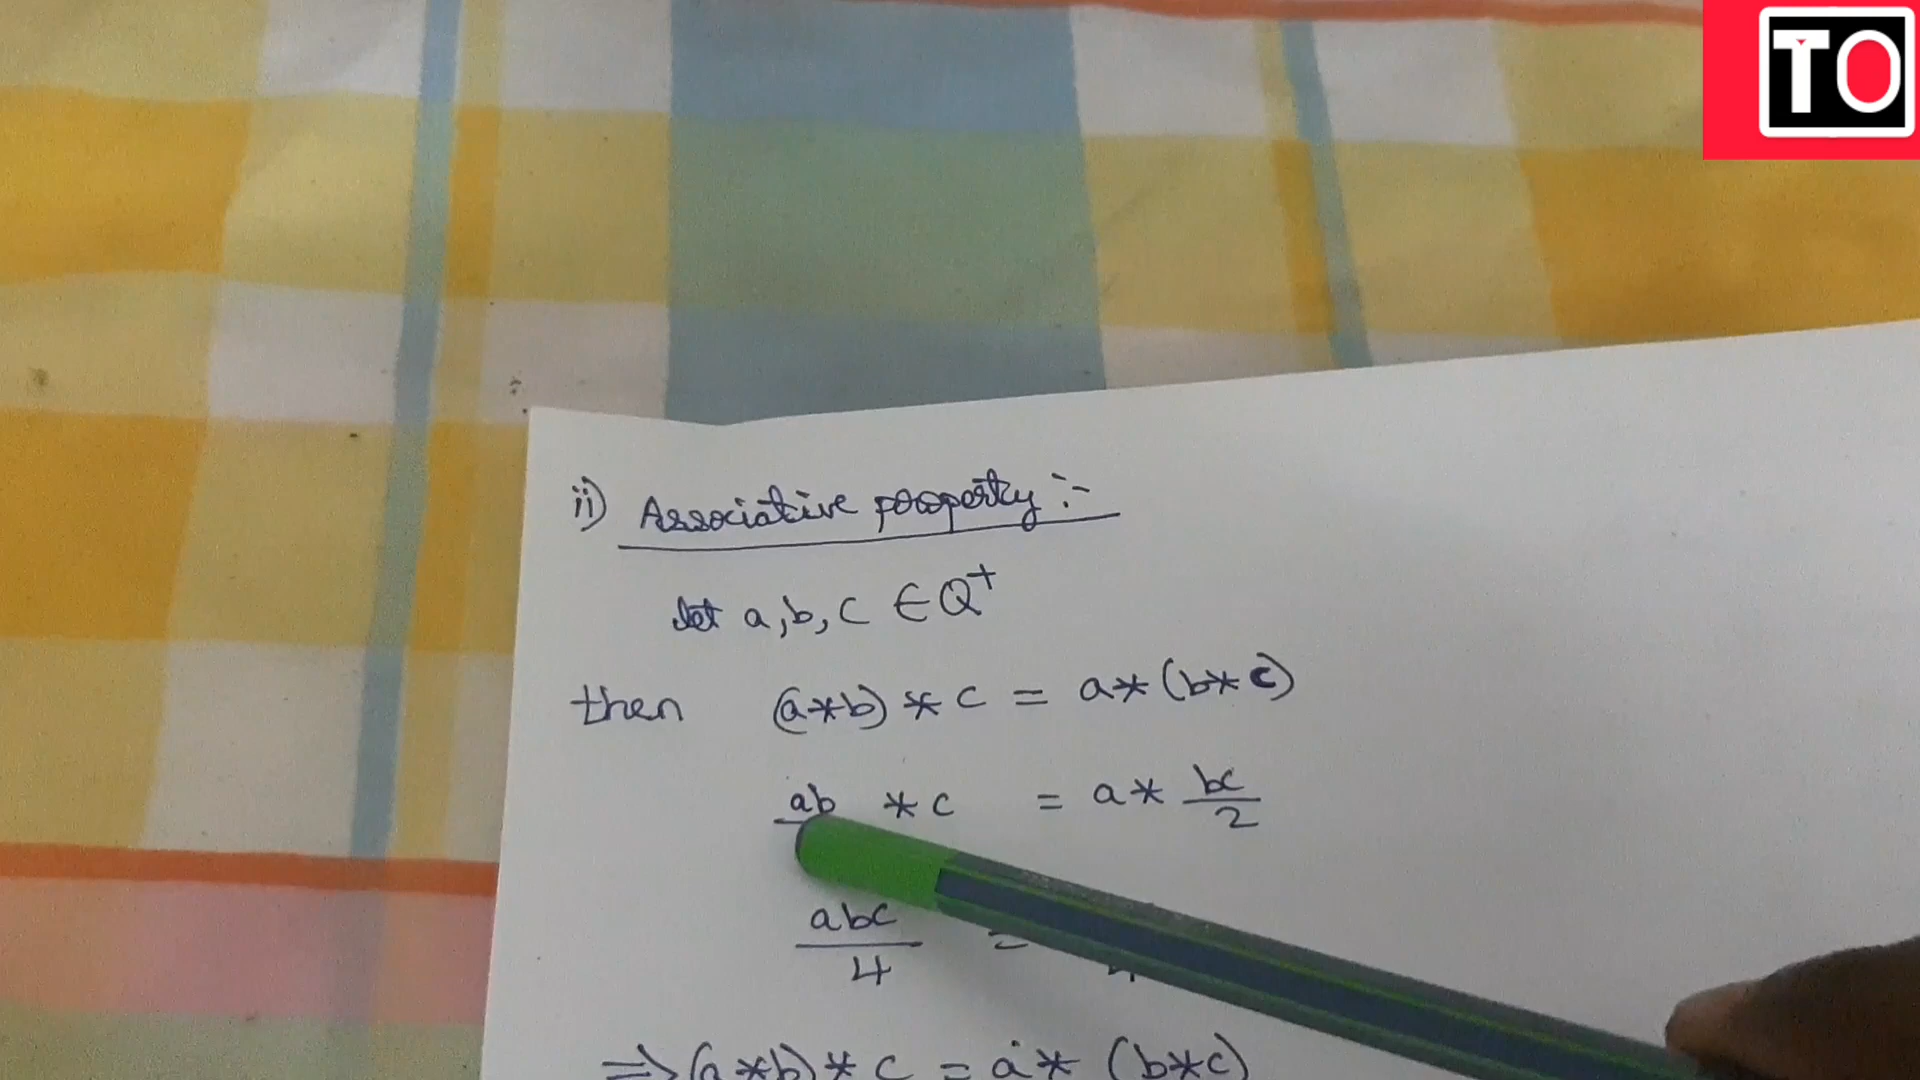 TO
ii) Associative property :-
let a, b, c ∈ Q⁺
then (a*b) * c = a* (b* c)
ab * c = a* bc/2
abc/4 =
⇒ (a*b) * c = a* (b*c)